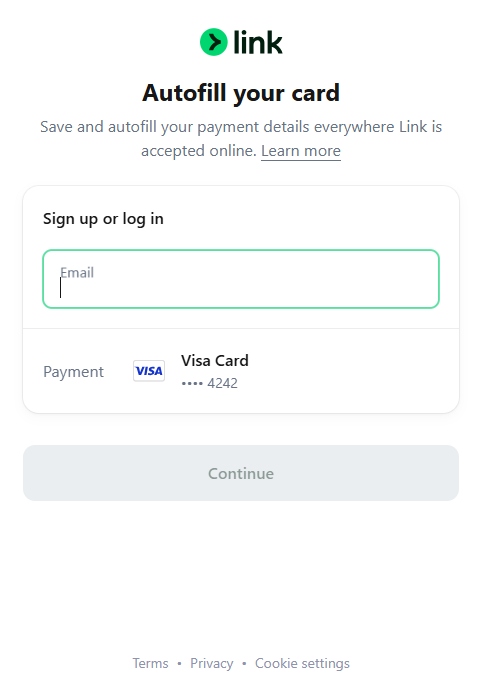 link
Autofill your card
Save and autofill your payment details everywhere Link is
accepted online. Learn more
Sign up or log in
Email
Payment
VISA
Visa Card
•••• 4242
Continue
Terms • Privacy • Cookie settings